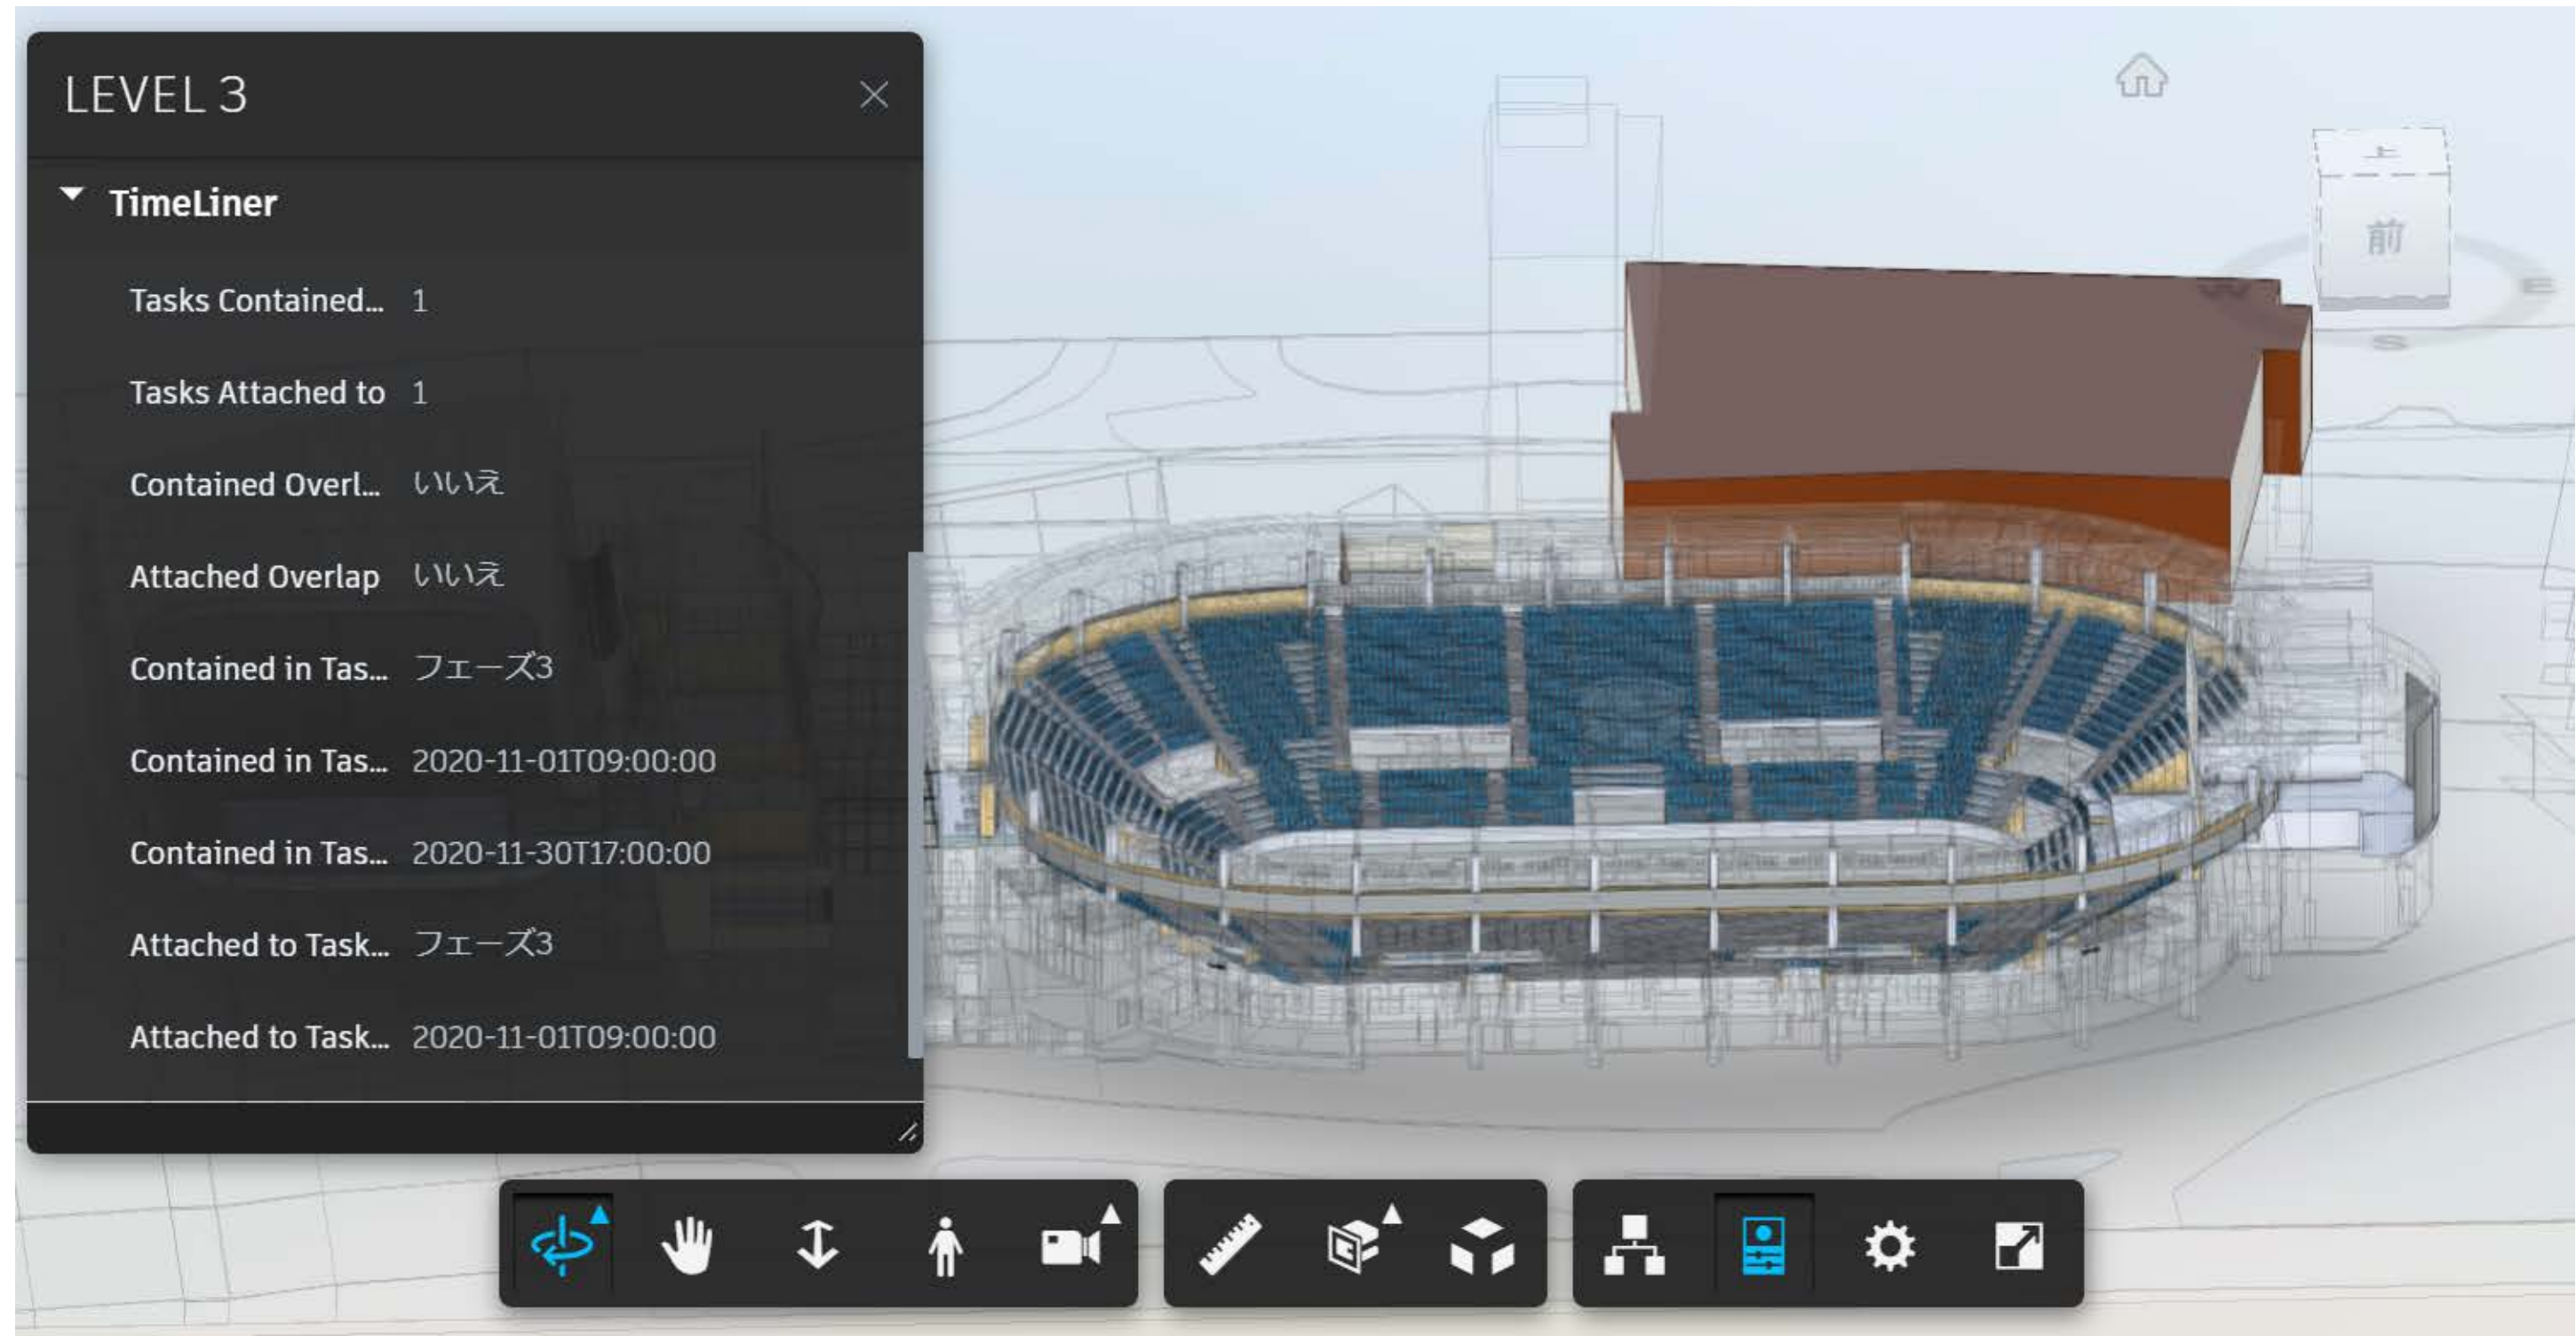 LEVEL 3
TimeLiner
Tasks Contained... 1
Tasks Attached to 1
Contained Overl... いいえ
Attached Overlap いいえ
Contained in Tas... フェーズ3
Contained in Tas... 2020-11-01T09:00:00
Contained in Tas... 2020-11-30T17:00:00
Attached to Task... フェーズ3
Attached to Task... 2020-11-01T09:00:00
上
前
W
E
S